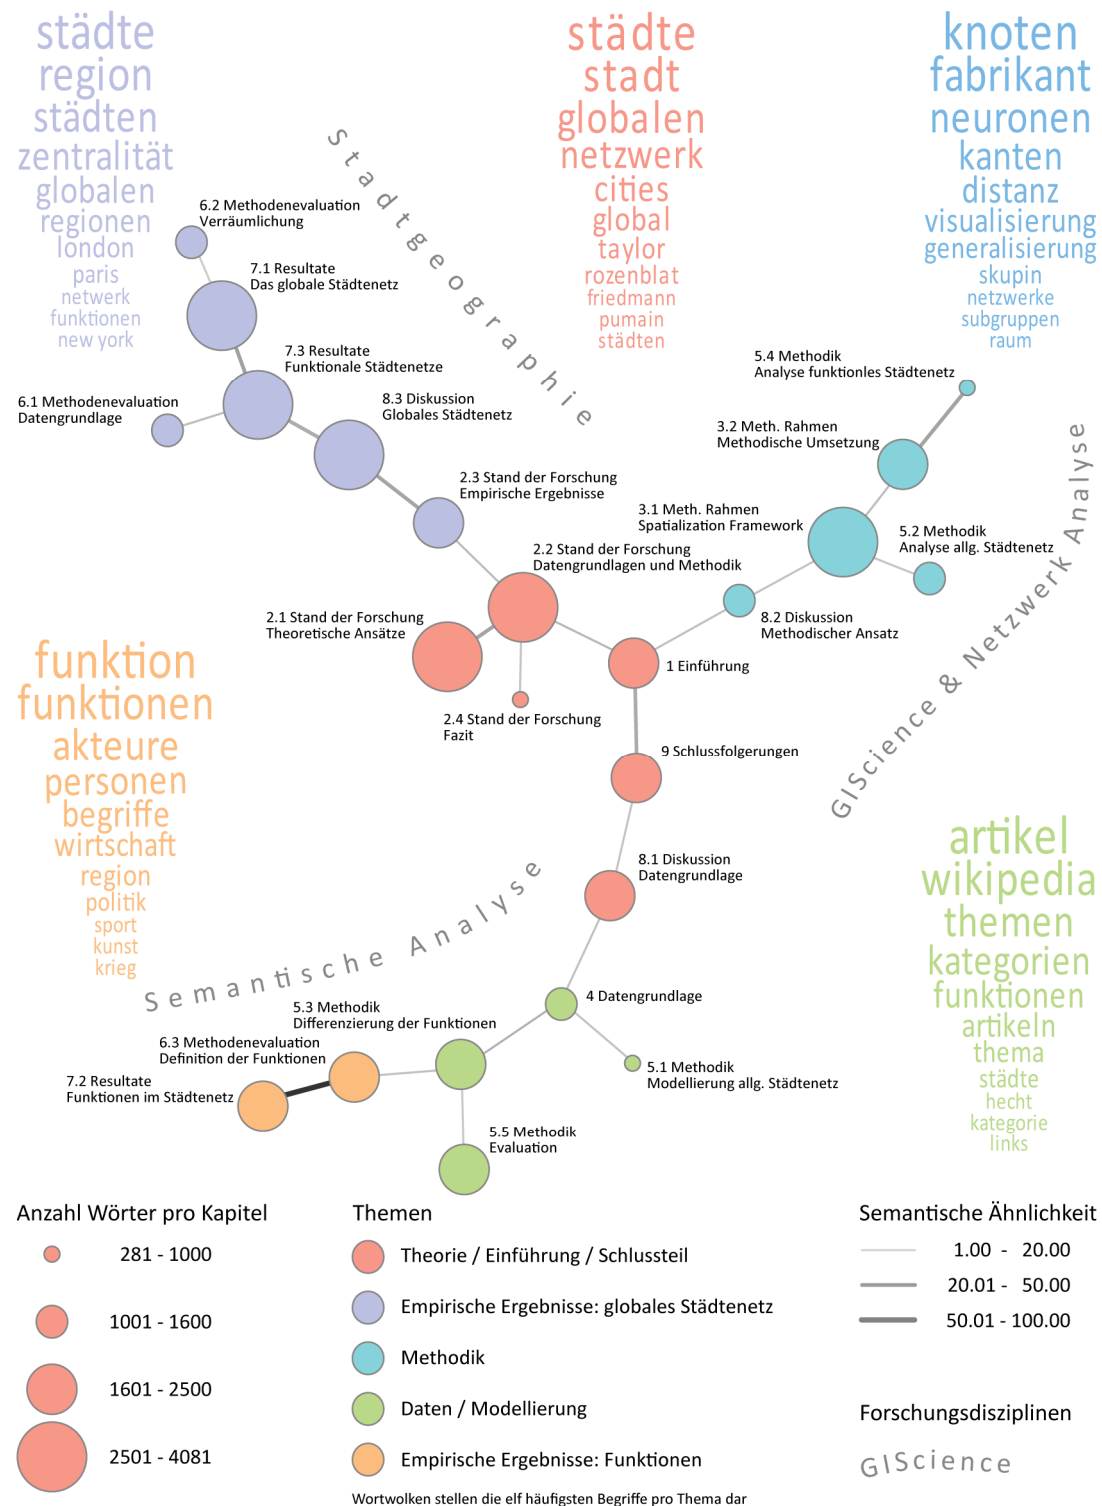 städte
region
städten
zentralität
globalen
regionen
london
paris
netwerk
funktionen
new york
städte
stadt
globalen
netzwerk
cities
global
taylor
rozenblat
friedmann
pumain
städten
knoten
fabrikant
neuronen
kanten
distanz
visualisierung
generalisierung
skupin
netzwerke
subgruppen
raum
Stadtgeographie
6.2 Methodenevaluation
Verräumlichung
7.1 Resultate
Das globale Städtenetz
7.3 Resultate
Funktionale Städtenetze
6.1 Methodenevaluation
Datengrundlage
8.3 Diskussion
Globales Städtenetz
2.3 Stand der Forschung
Empirische Ergebnisse
5.4 Methodik
Analyse funktionles Städtenetz
3.2 Meth. Rahmen
Methodische Umsetzung
3.1 Meth. Rahmen
Spatialization Framework
5.2 Methodik
Analyse allg. Städtenetz
GIScience & Netzwerk Analyse
2.2 Stand der Forschung
Datengrundlagen und Methodik
2.1 Stand der Forschung
Theoretische Ansätze
8.2 Diskussion
Methodischer Ansatz
1 Einführung
2.4 Stand der Forschung
Fazit
9 Schlussfolgerungen
8.1 Diskussion
Datengrundlage
funktion
funktionen
akteure
personen
begriffe
wirtschaft
region
politik
sport
kunst
krieg
artikel
wikipedia
themen
kategorien
funktionen
artikeln
thema
städte
hecht
kategorie
links
Semantische Analyse
4 Datengrundlage
5.3 Methodik
Differenzierung der Funktionen
6.3 Methodenevaluation
Definition der Funktionen
7.2 Resultate
Funktionen im Städtenetz
5.1 Methodik
Modellierung allg. Städtenetz
5.5 Methodik
Evaluation
Anzahl Wörter pro Kapitel
281 - 1000
1001 - 1600
1601 - 2500
2501 - 4081
Themen
Theorie / Einführung / Schlussteil
Empirische Ergebnisse: globales Städtenetz
Methodik
Daten / Modellierung
Empirische Ergebnisse: Funktionen
Wortwolken stellen die elf häufigsten Begriffe pro Thema dar
Semantische Ähnlichkeit
1.00 - 20.00
20.01 - 50.00
50.01 - 100.00
Forschungsdisziplinen
GIScience